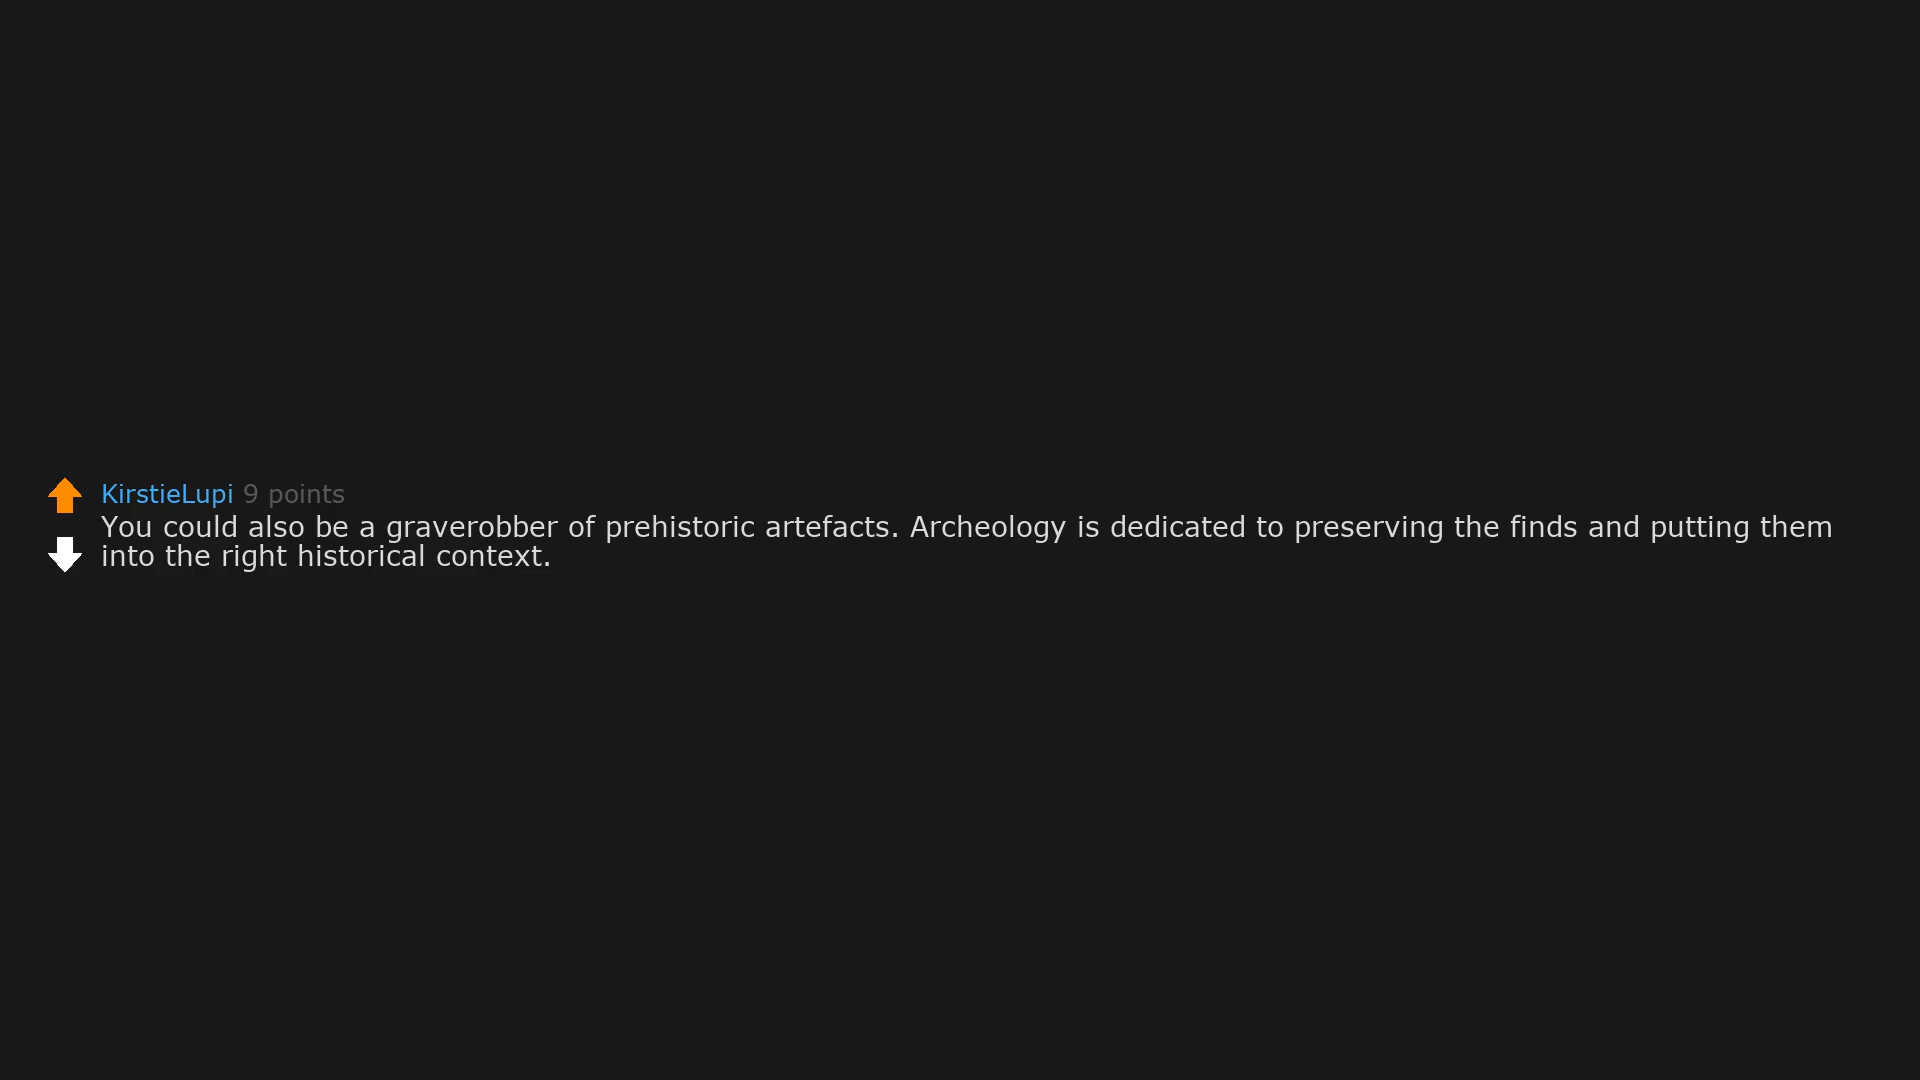 KirstieLupi 9 points
You could also be a graverobber of prehistoric artefacts. Archeology is dedicated to preserving the finds and putting them
into the right historical context.